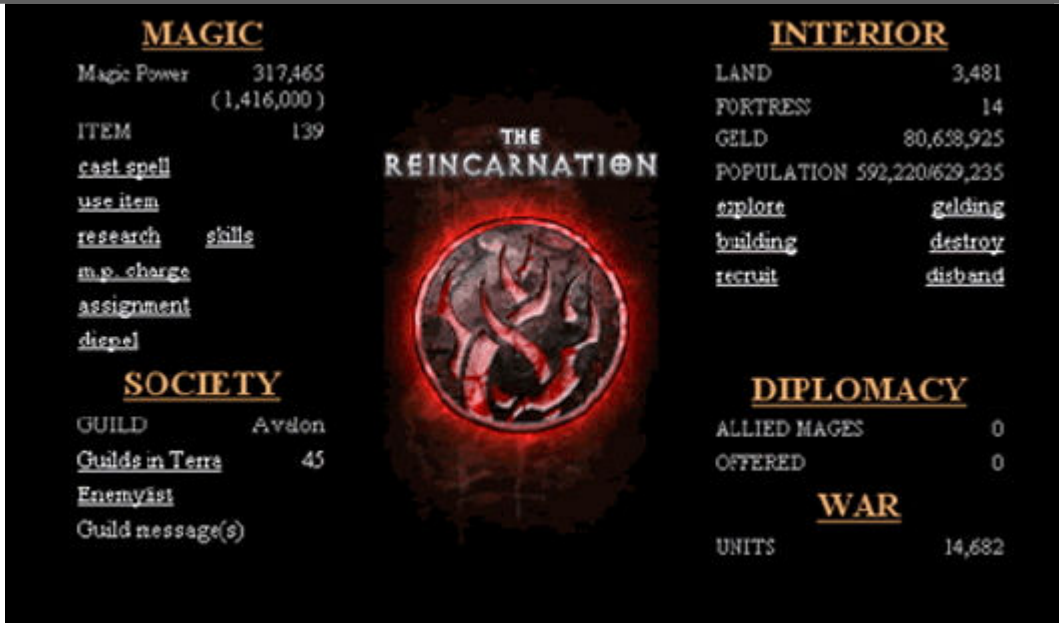 MAGIC
Magic Power 317,465
(1,416,000)
ITEM 139
cast spell
use item
research skills
m.p. charge
assignment
dispel
SOCIETY
GUILD Avalon
Guilds in Terra 45
Enemylist
Guild message(s)
THE
REINCARNATION
INTERIOR
LAND 3,481
FORTRESS 14
GELD 80,658,925
POPULATION 592,220/629,235
explore gelding
building destroy
recruit disband
DIPLOMACY
ALLIED MAGES 0
OFFERED 0
WAR
UNITS 14,682